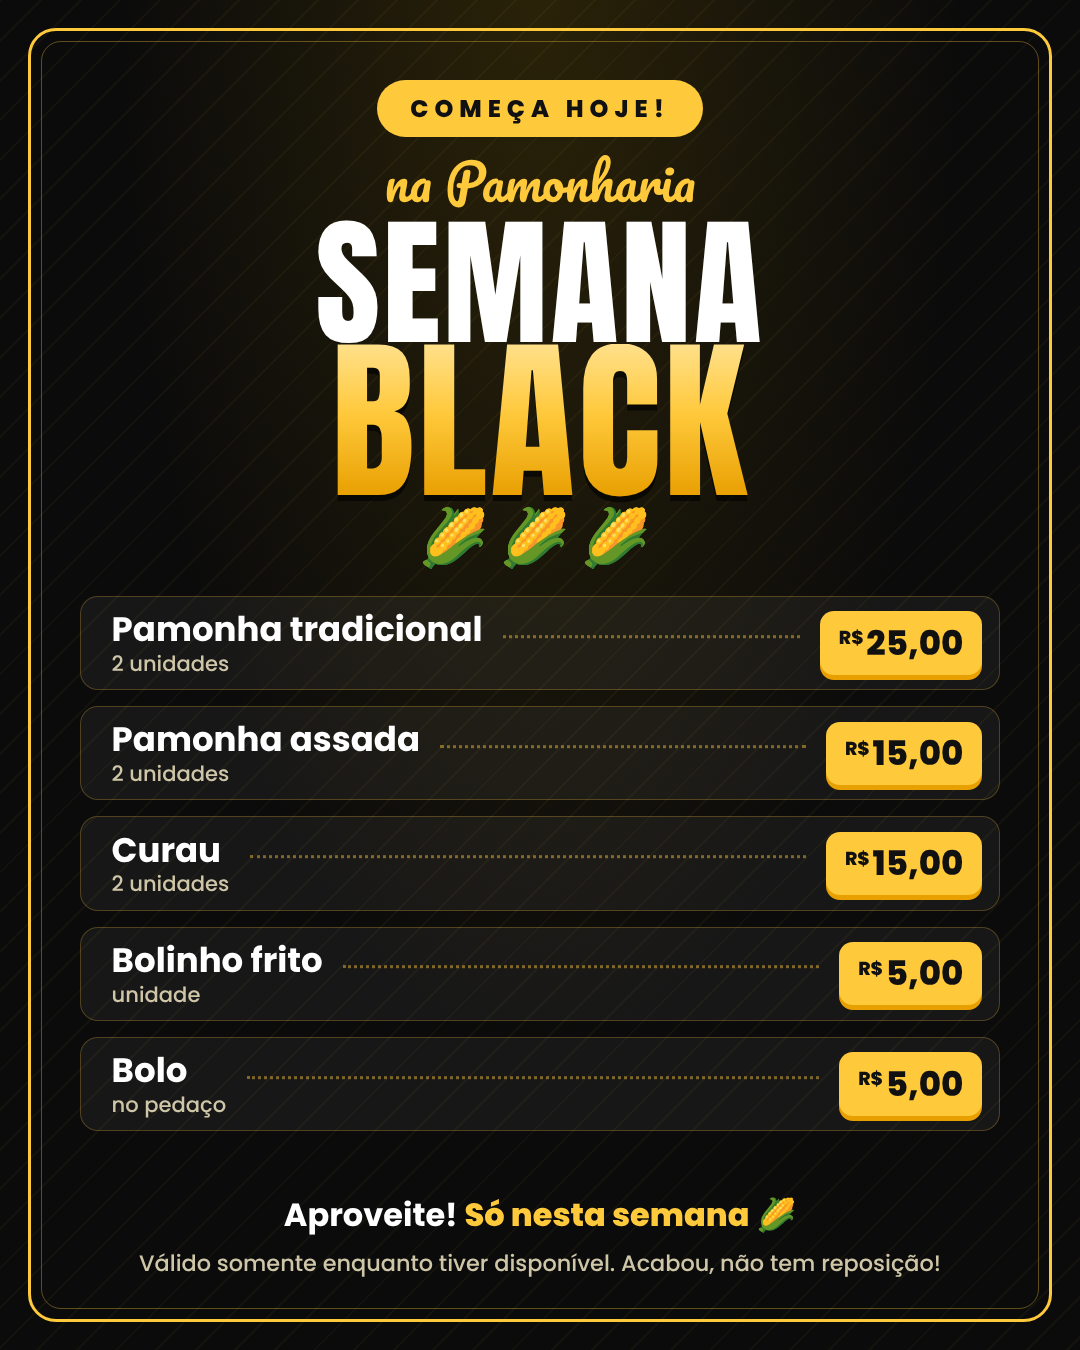 COMEÇA HOJE!
na Pamonharia
SEMANA
BLACK
Pamonha tradicional
2 unidades
R$25,00
Pamonha assada
2 unidades
R$15,00
Curau
2 unidades
R$15,00
Bolinho frito
unidade
R$5,00
Bolo
no pedaço
R$5,00
Aproveite! Só nesta semana 🌽
Válido somente enquanto tiver disponível. Acabou, não tem reposição!